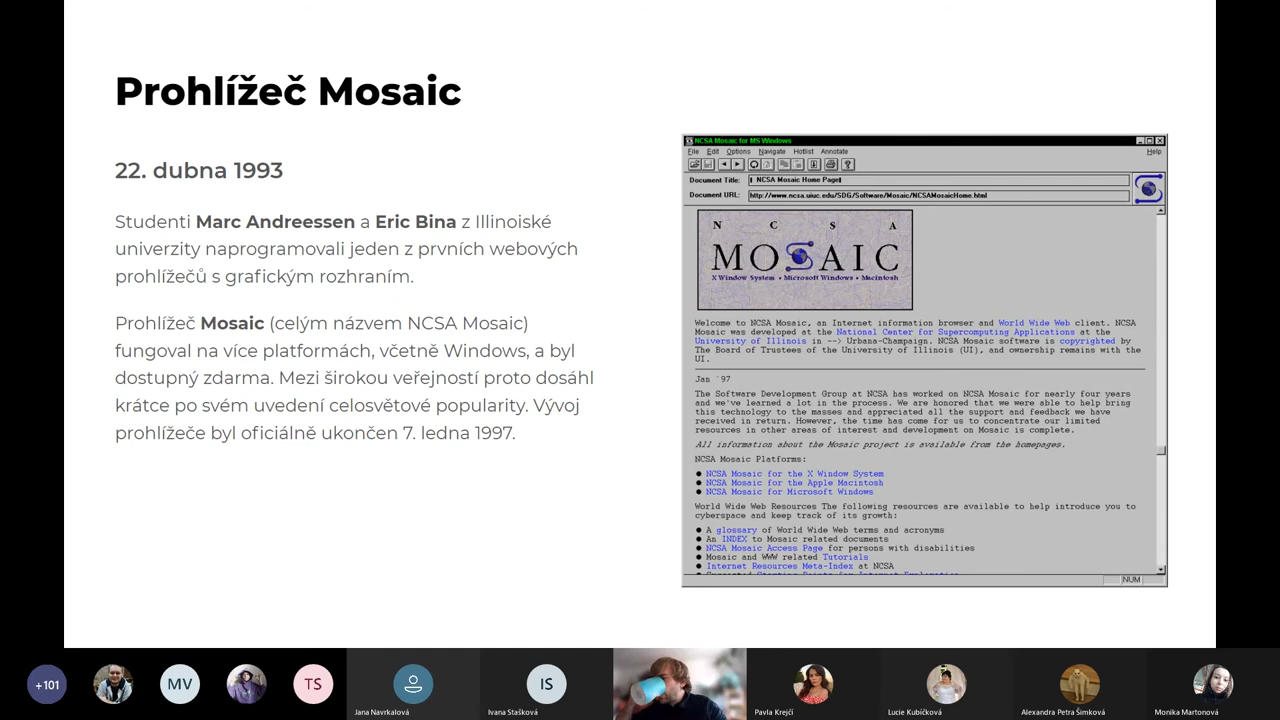 Prohlížeč Mosaic
22. dubna 1993
Studenti Marc Andreessen a Eric Bina z Illinoiské
univerzity naprogramovali jeden z prvních webových
prohlížečů s grafickým rozhraním.
Prohlížeč Mosaic (celým názvem NCSA Mosaic)
fungoval na více platformách, včetně Windows, a byl
dostupný zdarma. Mezi širokou veřejností proto dosáhl
krátce po svém uvedení celosvětové popularity. Vývoj
prohlížeče byl oficiálně ukončen 7. ledna 1997.
NCSA Mosaic for MS Windows
File Edit Options Navigate Hotlist Annotate Help
Document Title: NCSA Mosaic Home Page
Document URL: http://www.ncsa.uiuc.edu/SDG/Software/Mosaic/NCSAMosaicHome.html
N C S A
MOSAIC
X Window System • Microsoft Windows • Macintosh
Welcome to NCSA Mosaic, an Internet information browser and World Wide Web client. NCSA
Mosaic was developed at the National Center for Supercomputing Applications at the
University of Illinois in --> Urbana-Champaign. NCSA Mosaic software is copyrighted by
The Board of Trustees of the University of Illinois (UI), and ownership remains with the
UI.
Jan '97
The Software Development Group at NCSA has worked on NCSA Mosaic for nearly four years
and we've learned a lot in the process. We are honored that we were able to help bring
this technology to the masses and appreciated all the support and feedback we have
received in return. However, the time has come for us to concentrate our limited
resources in other areas of interest and development on Mosaic is complete.
All information about the Mosaic project is available from the homepages.
NCSA Mosaic Platforms:
● NCSA Mosaic for the X Window System
● NCSA Mosaic for the Apple Macintosh
● NCSA Mosaic for Microsoft Windows
World Wide Web Resources The following resources are available to help introduce you to
cyberspace and keep track of its growth:
● A glossary of World Wide Web terms and acronyms
● An INDEX to Mosaic related documents
● NCSA Mosaic Access Page for persons with disabilities
● Mosaic and WWW related Tutorials
● Internet Resources Meta-Index at NCSA
NUM
+101 MV TS IS
Jana Navrkalová Ivana Stašková Pavla Krejčí Lucie Kubíčková Alexandra Petra Šimková Monika Martonová